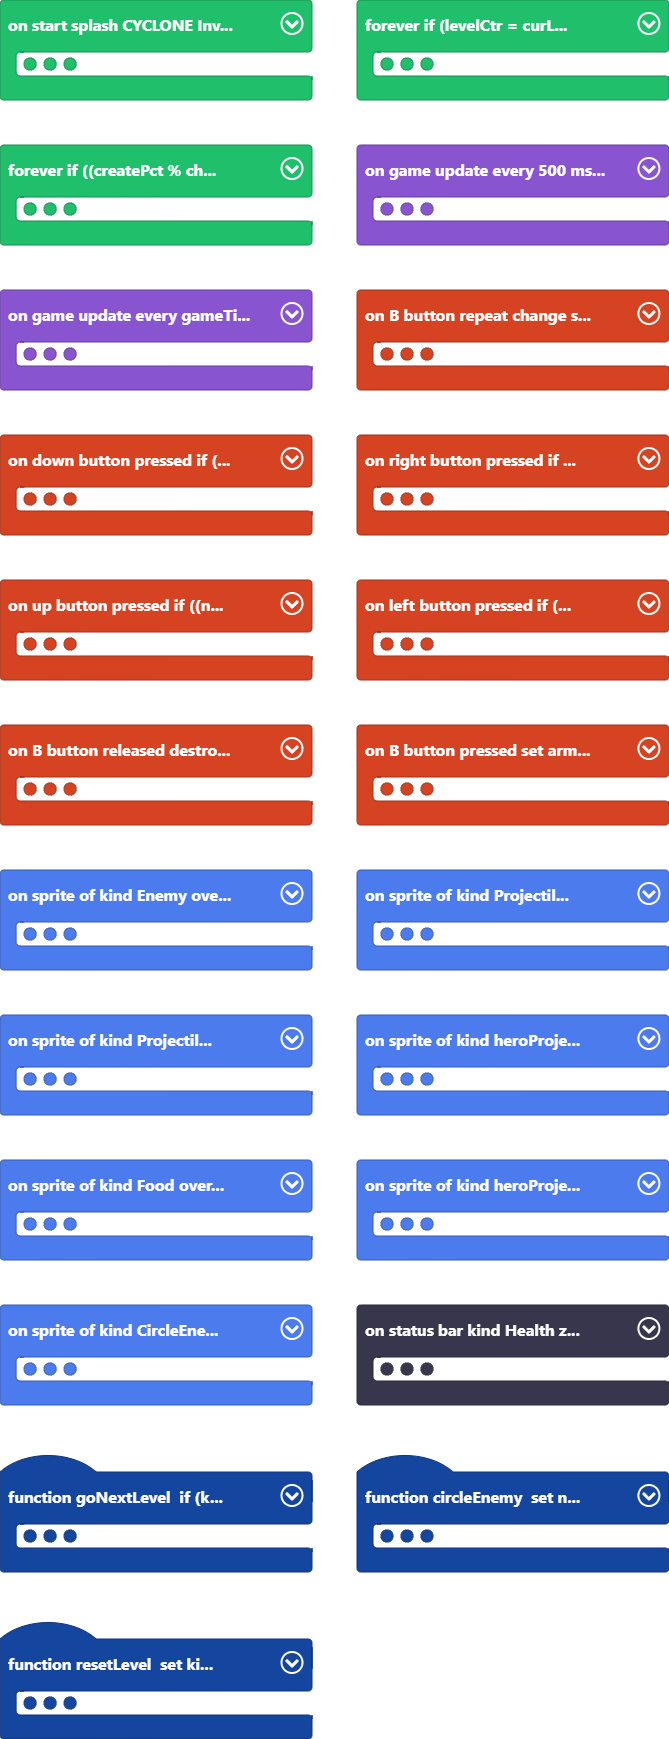 on start splash CYCLONE Inv...
forever if (levelCtr = curL...
forever if ((createPct % ch...
on game update every 500 ms...
on game update every gameTi...
on B button repeat change s...
on down button pressed if (...
on right button pressed if ...
on up button pressed if ((n...
on left button pressed if (...
on B button released destro...
on B button pressed set arm...
on sprite of kind Enemy ove...
on sprite of kind Projectil...
on sprite of kind Projectil...
on sprite of kind heroProje...
on sprite of kind Food over...
on sprite of kind heroProje...
on sprite of kind CircleEne...
on status bar kind Health z...
function goNextLevel  if (k...
function circleEnemy  set n...
function resetLevel  set ki...